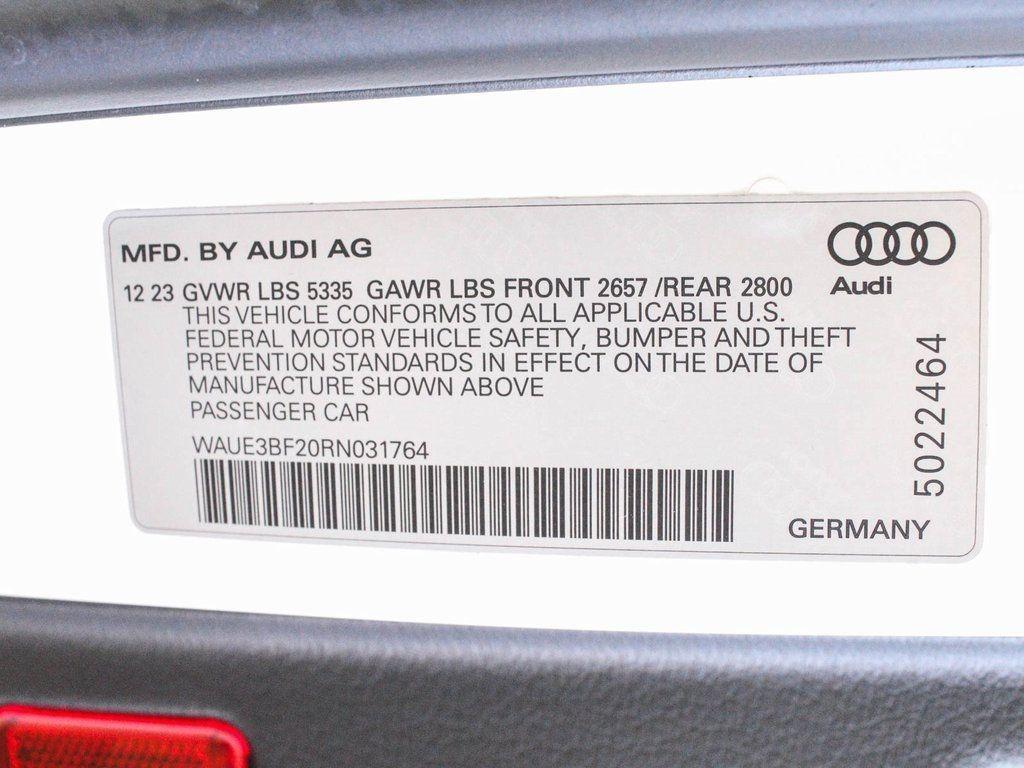 MFD. BY AUDI AG
Audi
12 23 GVWR LBS 5335 GAWR LBS FRONT 2657 /REAR 2800
THIS VEHICLE CONFORMS TO ALL APPLICABLE U.S.
FEDERAL MOTOR VEHICLE SAFETY, BUMPER AND THEFT
PREVENTION STANDARDS IN EFFECT ON THE DATE OF
MANUFACTURE SHOWN ABOVE
PASSENGER CAR
WAUE3BF20RN031764
5022464
GERMANY